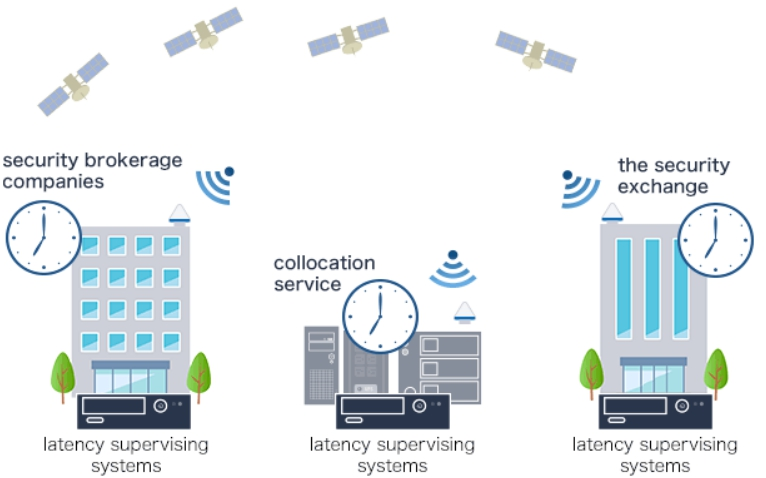 security brokerage
companies
the security
exchange
collocation
service
latency supervising
systems
latency supervising
systems
latency supervising
systems